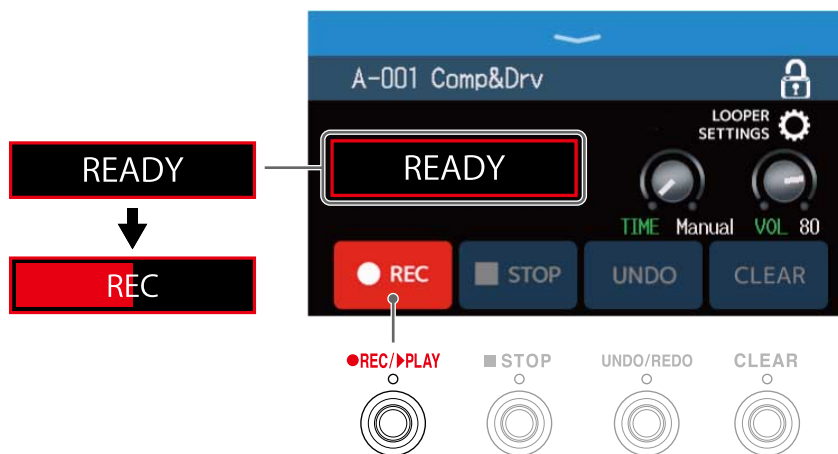 A-001 Comp&Drv
LOOPER
SETTINGS
READY
READY
TIME Manual VOL 80
REC
REC STOP UNDO CLEAR
●REC/▶PLAY ■STOP UNDO/REDO CLEAR